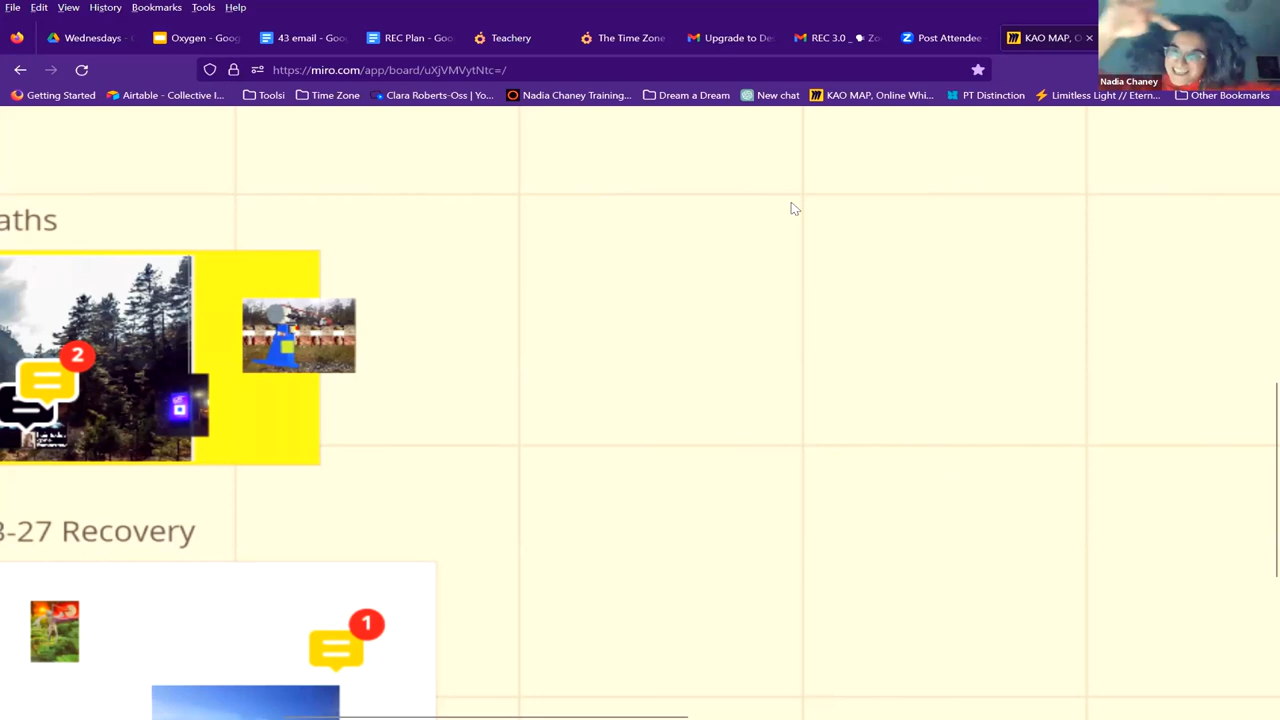 File Edit View History Bookmarks Tools Help
Wednesdays - Oxygen - Goog 43 email - Goo REC Plan - Goo Teachery The Time Zone Upgrade to De REC 3.0 _ Zo Post Attendee KAO MAP, O
https://miro.com/app/board/uXjVMVytNtc=/
Nadia Chaney
Getting Started Airtable - Collective I... Toolsi Time Zone Clara Roberts-Oss | Yo... Nadia Chaney Training... Dream a Dream New chat KAO MAP, Online Whi... PT Distinction Limitless Light // Etern... Other Bookmarks
aths
2
3-27 Recovery
1